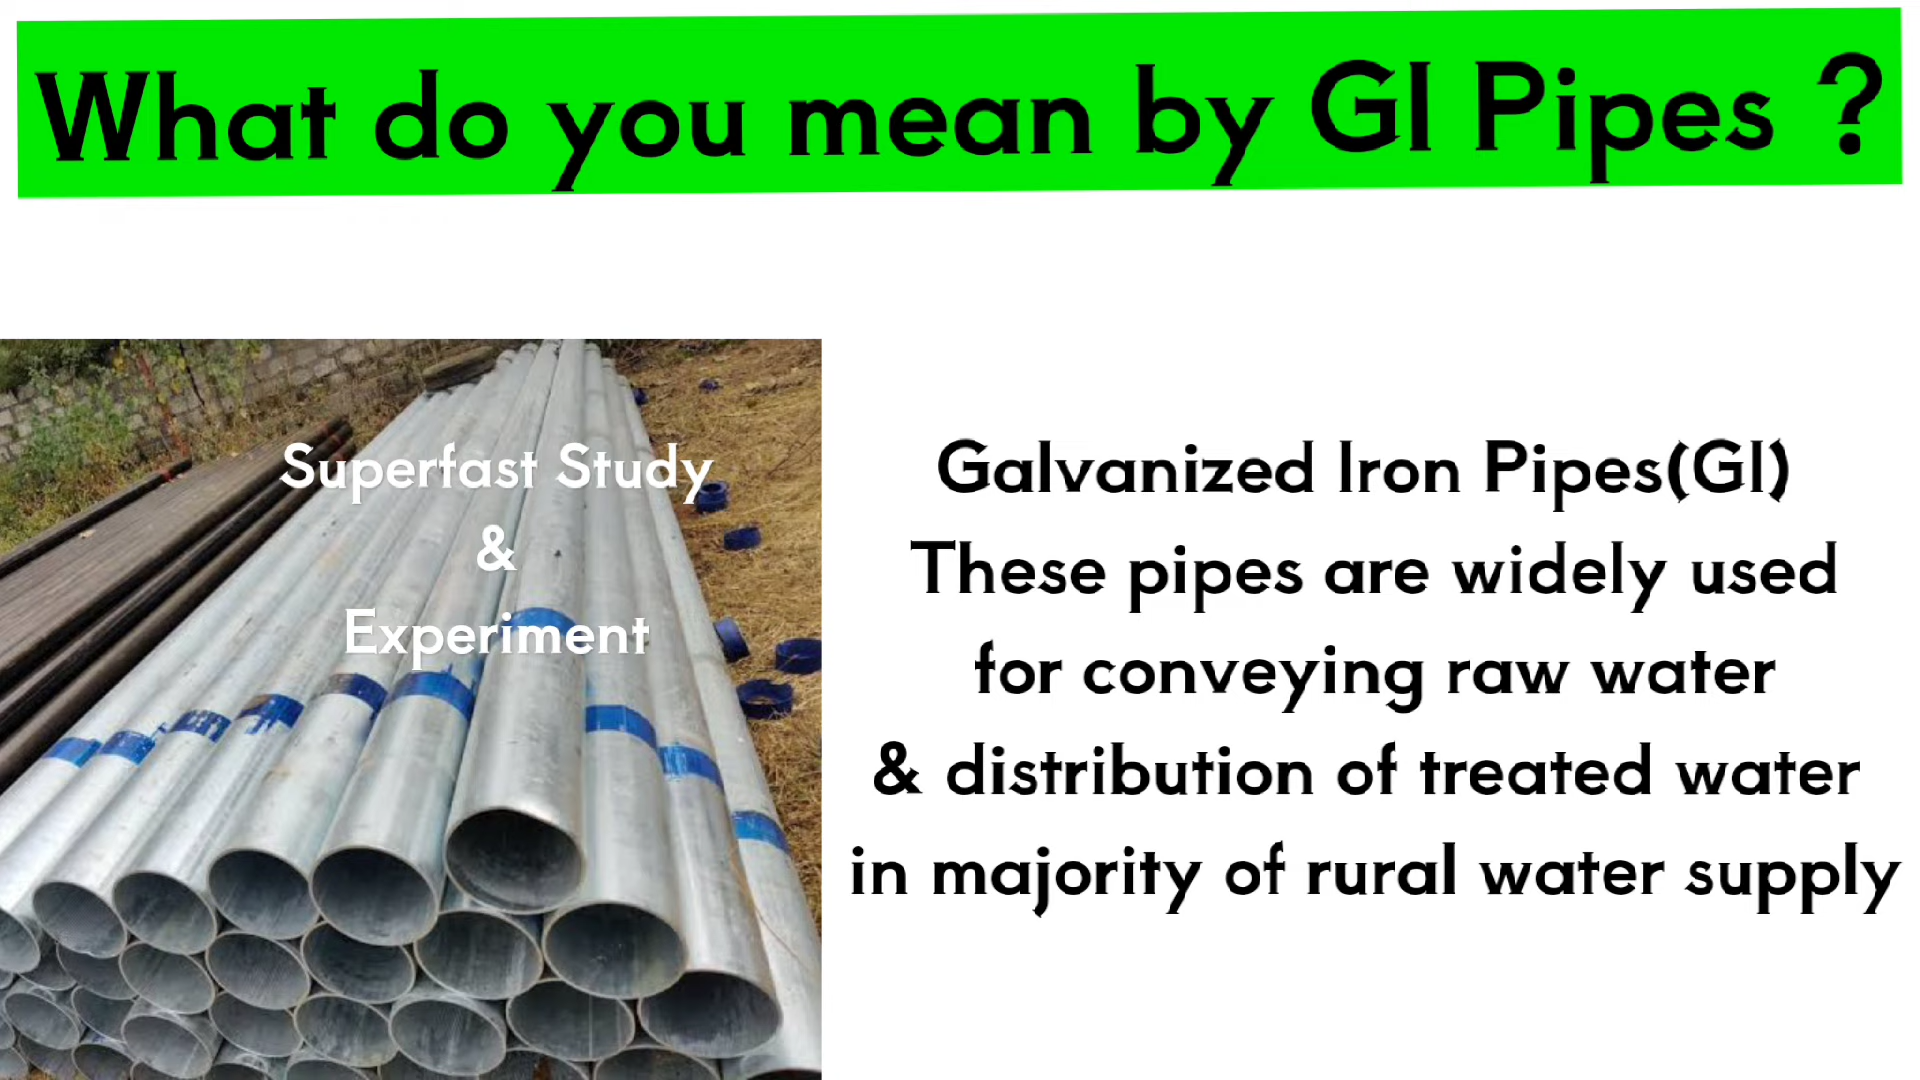 What do you mean by GI Pipes ?
Superfast Study
&
Experiment
Galvanized Iron Pipes(GI)
These pipes are widely used
for conveying raw water
& distribution of treated water
in majority of rural water supply